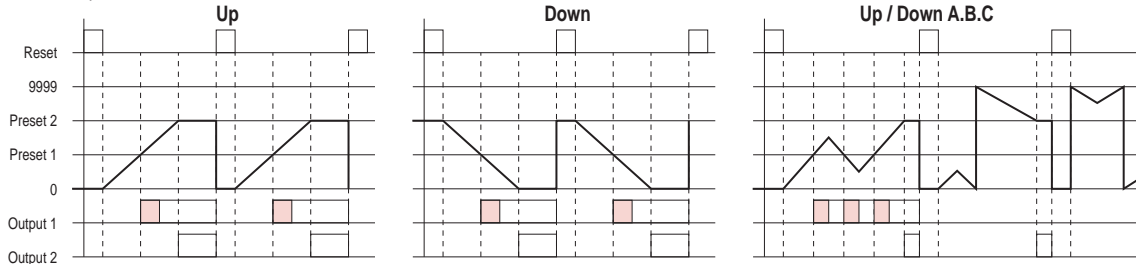 Up
Down
Up / Down A.B.C
Reset
9999
Preset 2
Preset 1
0
Output 1
Output 2